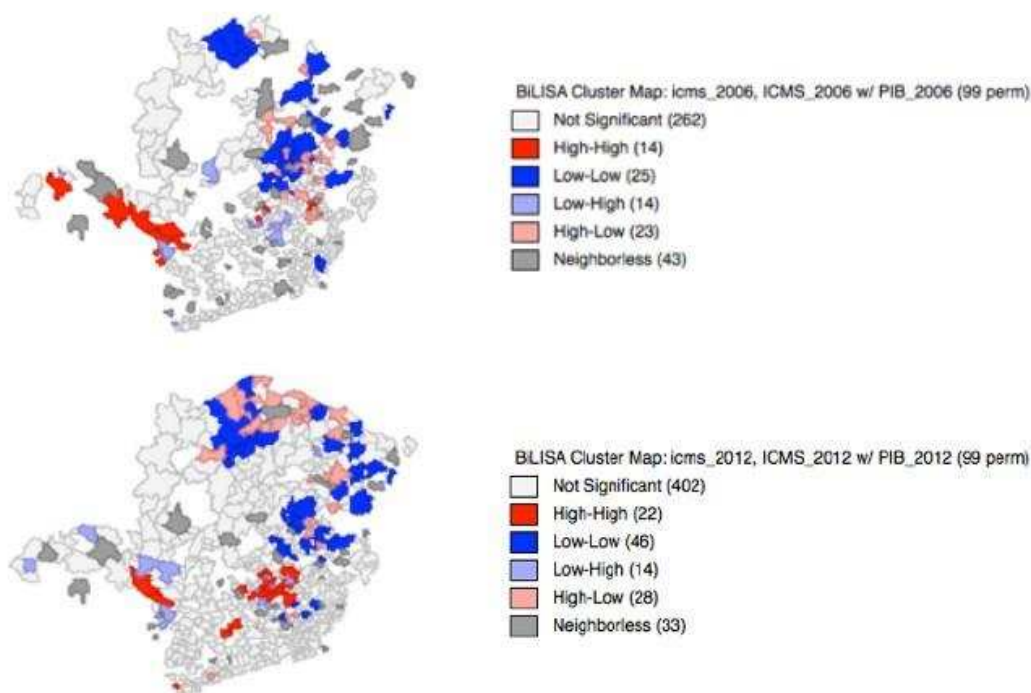 BiLISA Cluster Map: icms_2006, ICMS_2006 w/ PIB_2006 (99 perm)
Not Significant (262)
High-High (14)
Low-Low (25)
Low-High (14)
High-Low (23)
Neighborless (43)
BiLISA Cluster Map: icms_2012, ICMS_2012 w/ PIB_2012 (99 perm)
Not Significant (402)
High-High (22)
Low-Low (46)
Low-High (14)
High-Low (28)
Neighborless (33)